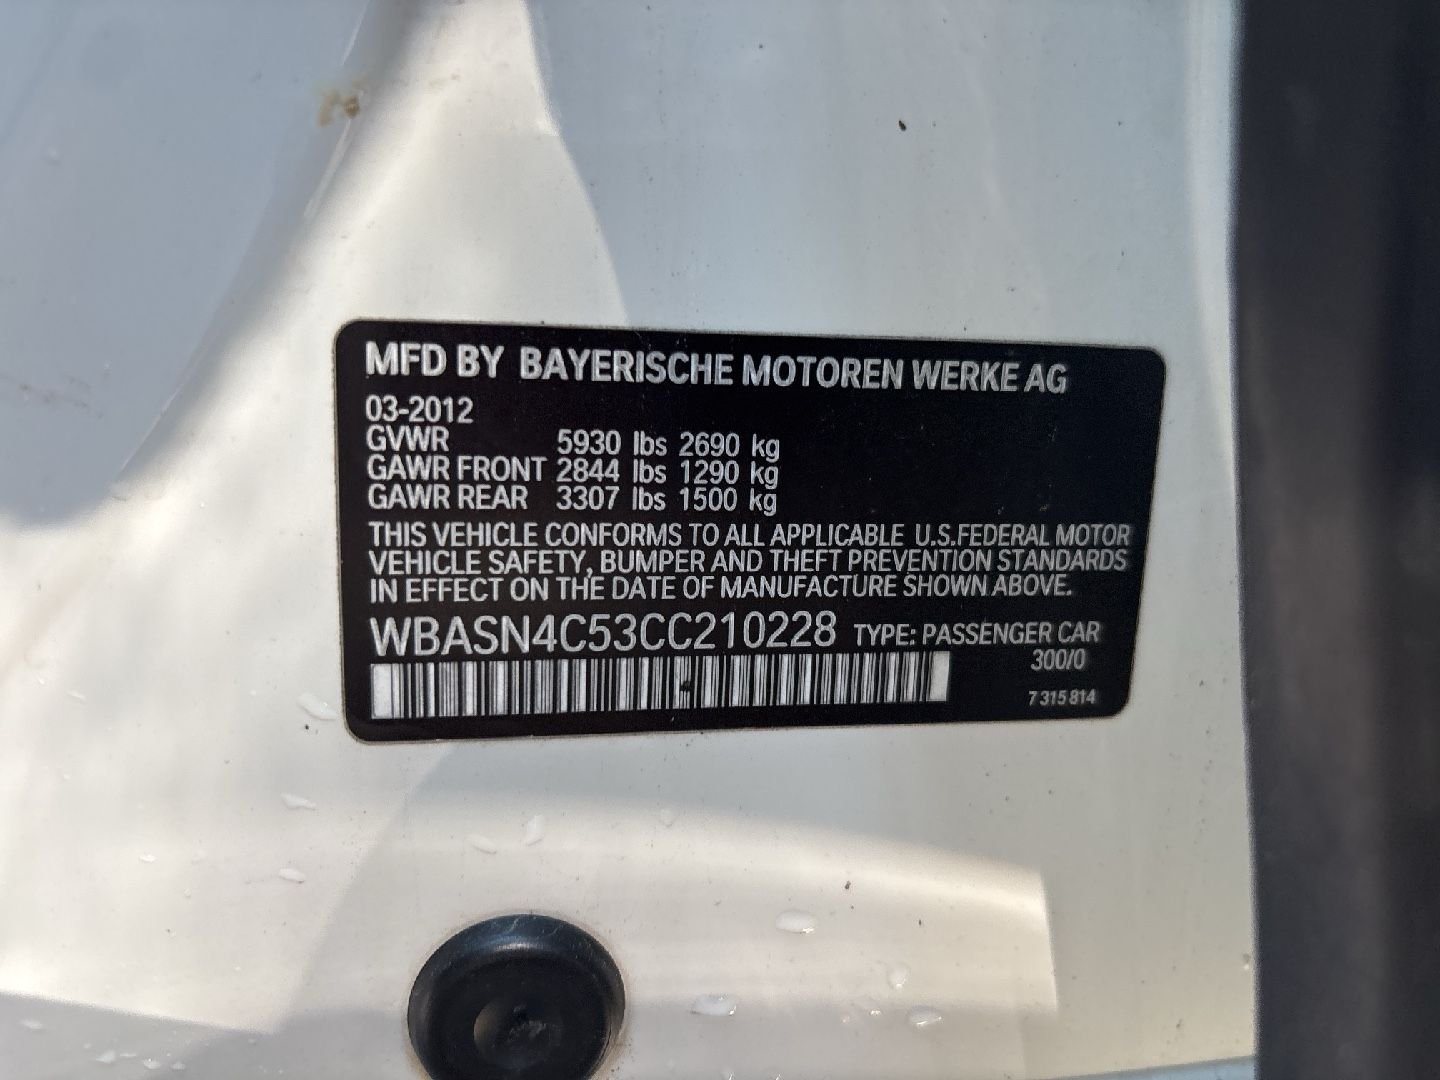 MFD BY BAYERISCHE MOTOREN WERKE AG
03-2012
GVWR 5930 lbs 2690 kg
GAWR FRONT 2844 lbs 1290 kg
GAWR REAR 3307 lbs 1500 kg
THIS VEHICLE CONFORMS TO ALL APPLICABLE U.S.FEDERAL MOTOR
VEHICLE SAFETY, BUMPER AND THEFT PREVENTION STANDARDS
IN EFFECT ON THE DATE OF MANUFACTURE SHOWN ABOVE.
WBASN4C53CC210228 TYPE: PASSENGER CAR
300/0
7 315 814